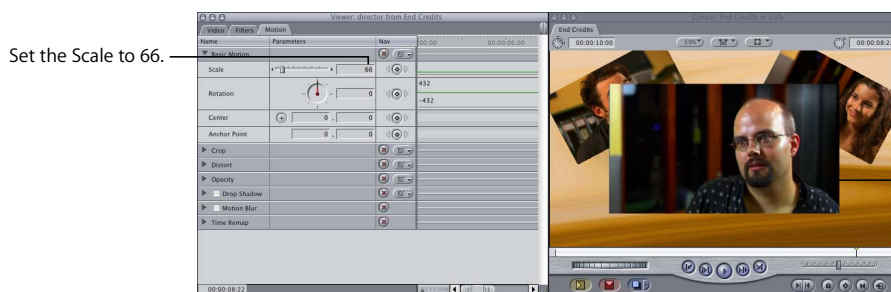 Set the Scale to 66.
Viewer: director from End Credits
Video Filters Motion
Name Parameters Nav 00:00 00:00:06:00
Basic Motion
Scale 66
432
Rotation 0
-432
Center 0 , 0
Anchor Point 0 , 0
Crop
Distort
Opacity
Drop Shadow
Motion Blur
Time Remap
00:00:08:22
Canvas: End Credits in Cafe
End Credits
00:00:10:00 00:00:08:22